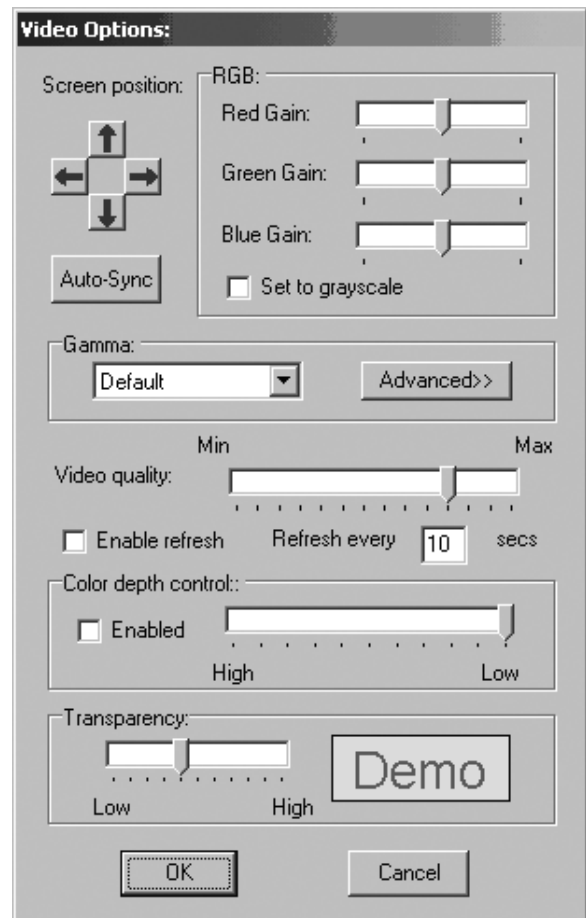 Video Options:
Screen position:
RGB:
Red Gain:
Green Gain:
Blue Gain:
Auto-Sync
Set to grayscale
Gamma:
Default
Advanced>>
Min
Max
Video quality:
Enable refresh
Refresh every 10 secs
Color depth control::
Enabled
High
Low
Transparency:
Low
High
Demo
OK
Cancel